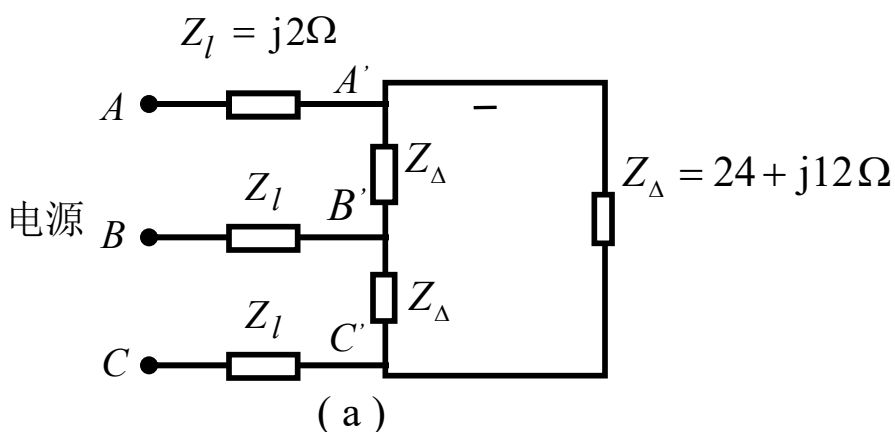 Z_l = j2Ω
A A'
Z_Δ
Z_Δ = 24 + j12Ω
Z_l
电源 B B'
Z_Δ
Z_l
C C'
(a)